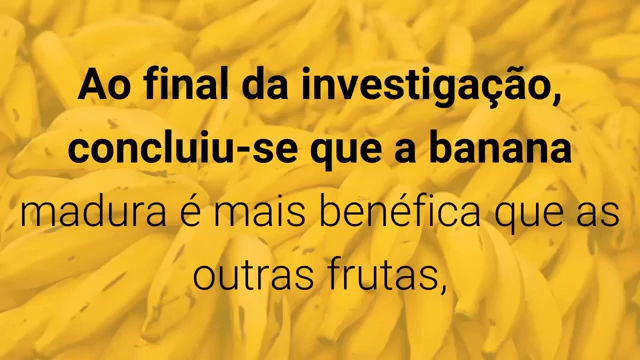 Ao final da investigação,
concluiu-se que a banana
madura é mais benéfica que as
outras frutas,